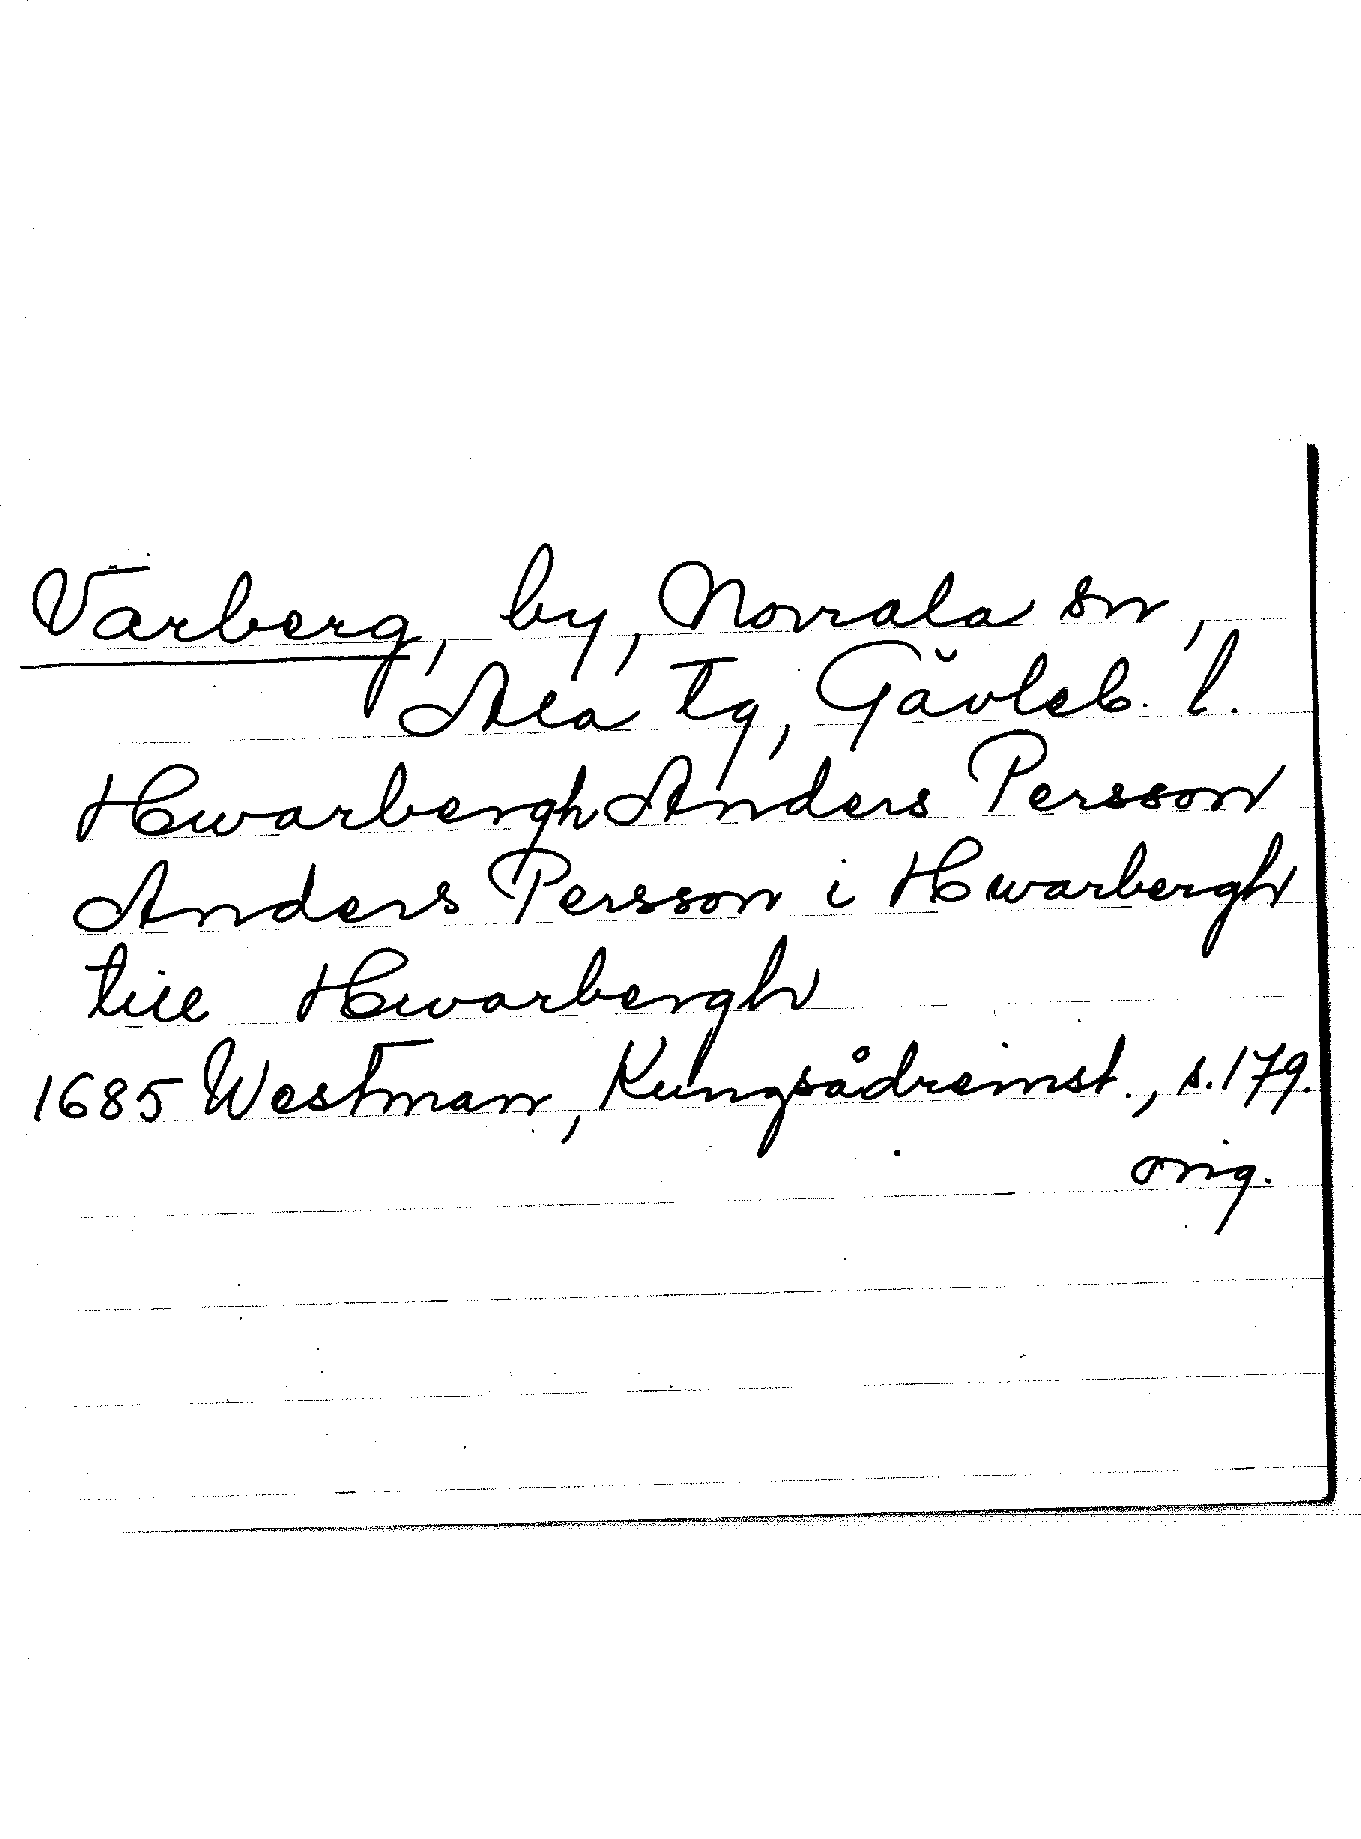 Varberg, by, Norrala sn,
Ala tg, Gävleb. l.
Hwarbergh Anders Persson
Anders Persson i Hwarbergh
till Hwarbergh
1685 Westman, Kungsådreinst., s. 179.
orig.